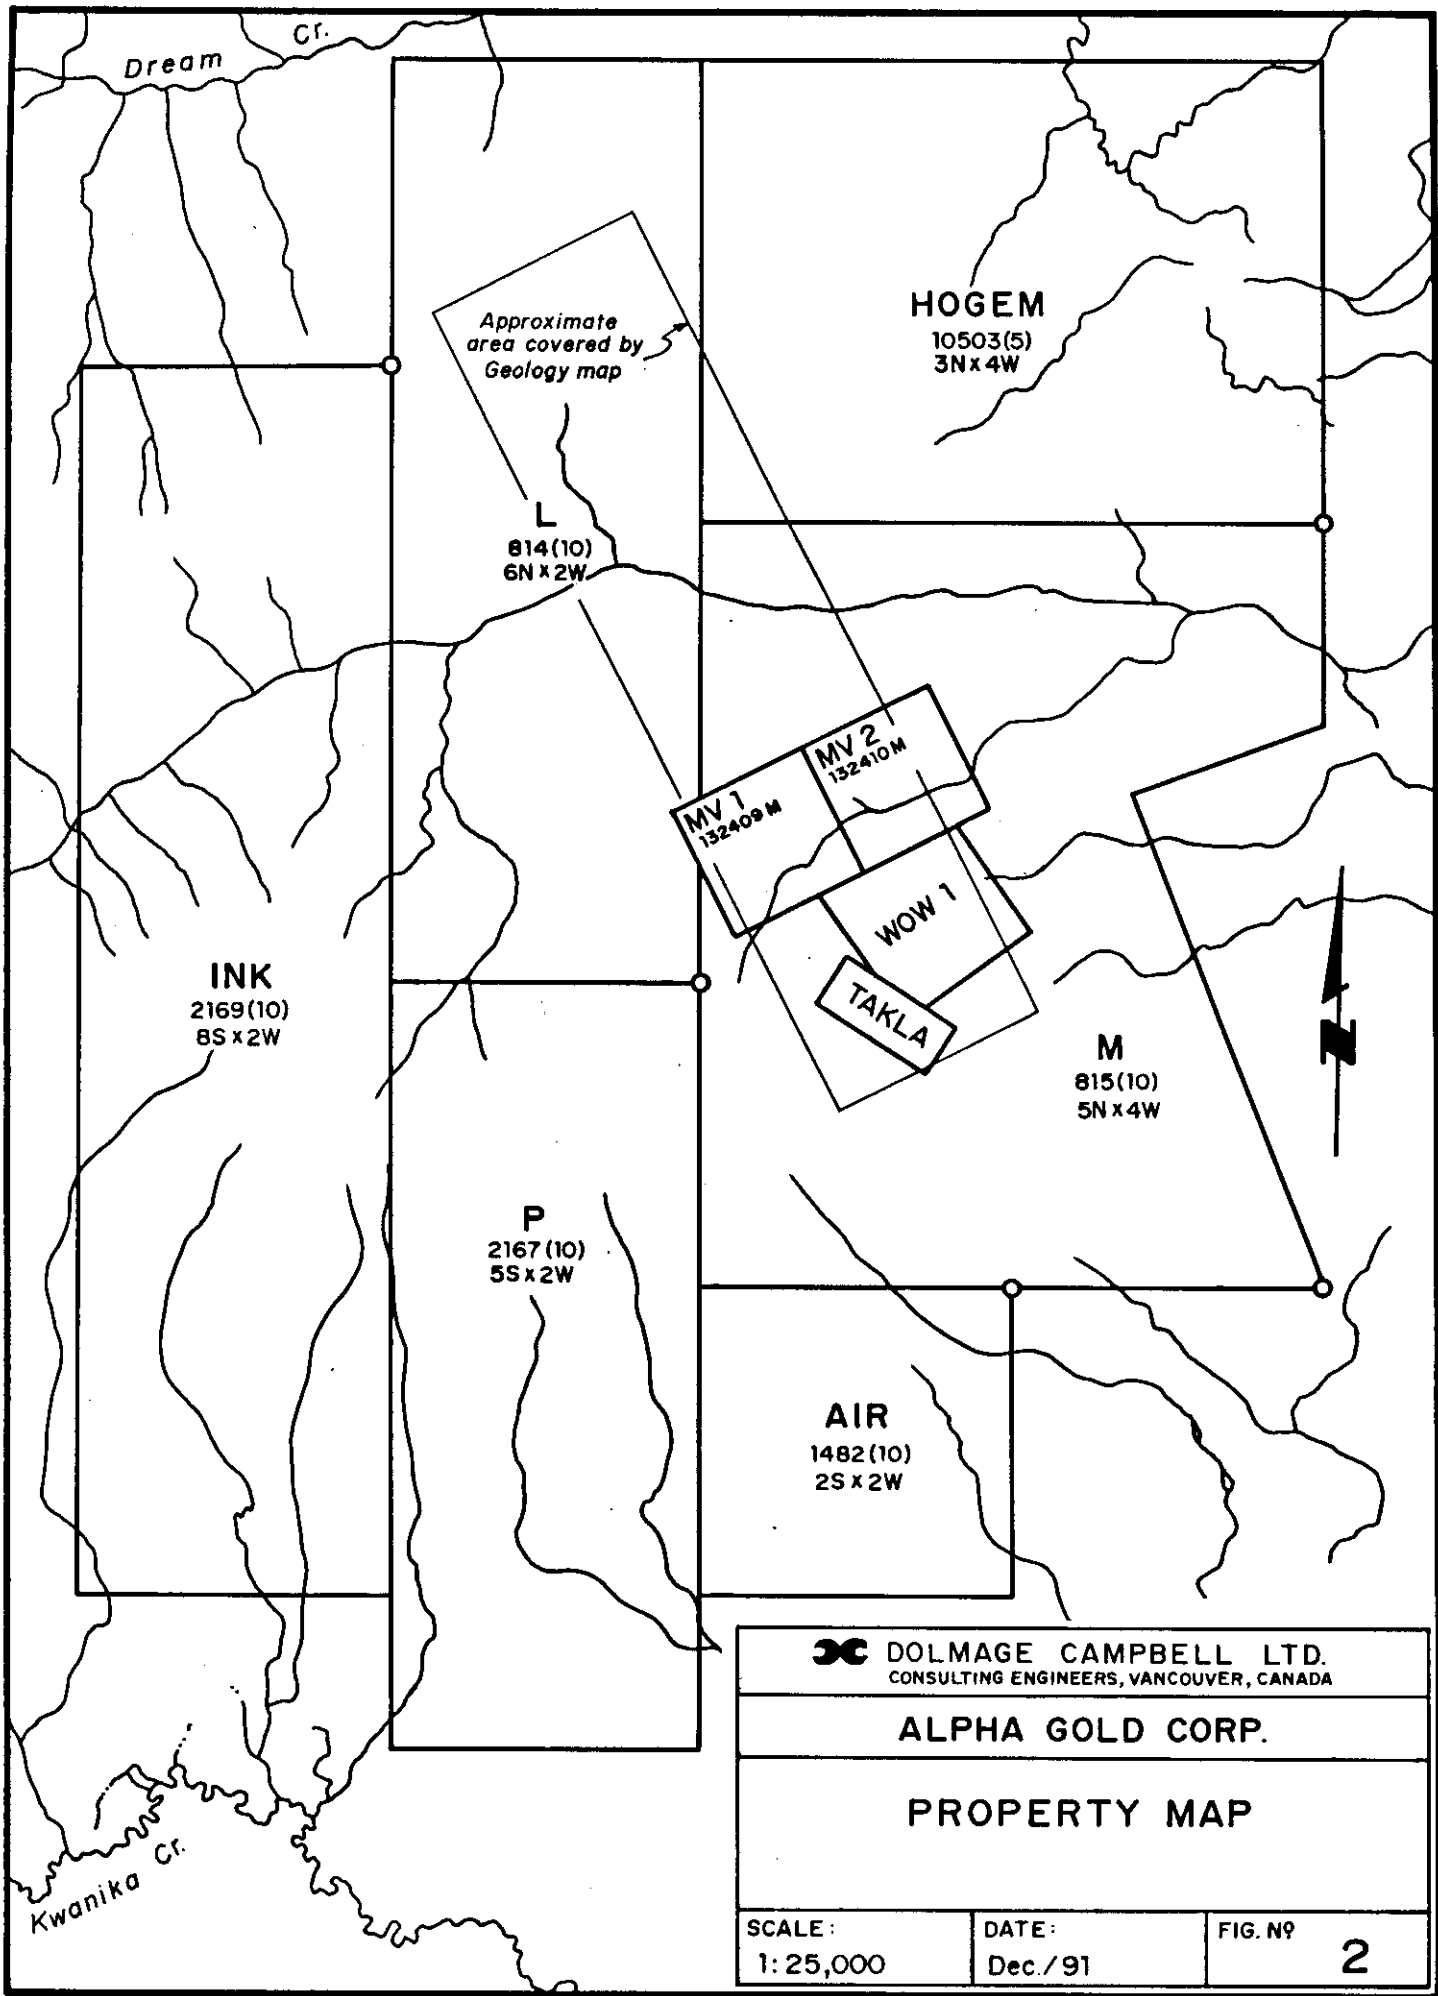 Dream Cr.
HOGEM
10503(5)
3N x 4W
Approximate
area covered by
Geology map
L
814(10)
6N x 2W
MV 2
132410 M
MV 1
132409 M
WOW 1
TAKLA
INK
2169(10)
8S x 2W
M
815(10)
5N x 4W
N
P
2167(10)
5S x 2W
AIR
1482(10)
2S x 2W
Kwanika Cr.
DOLMAGE CAMPBELL LTD.
CONSULTING ENGINEERS, VANCOUVER, CANADA
ALPHA GOLD CORP.
PROPERTY MAP
SCALE:
1:25,000
DATE:
Dec./91
FIG. Nº
2